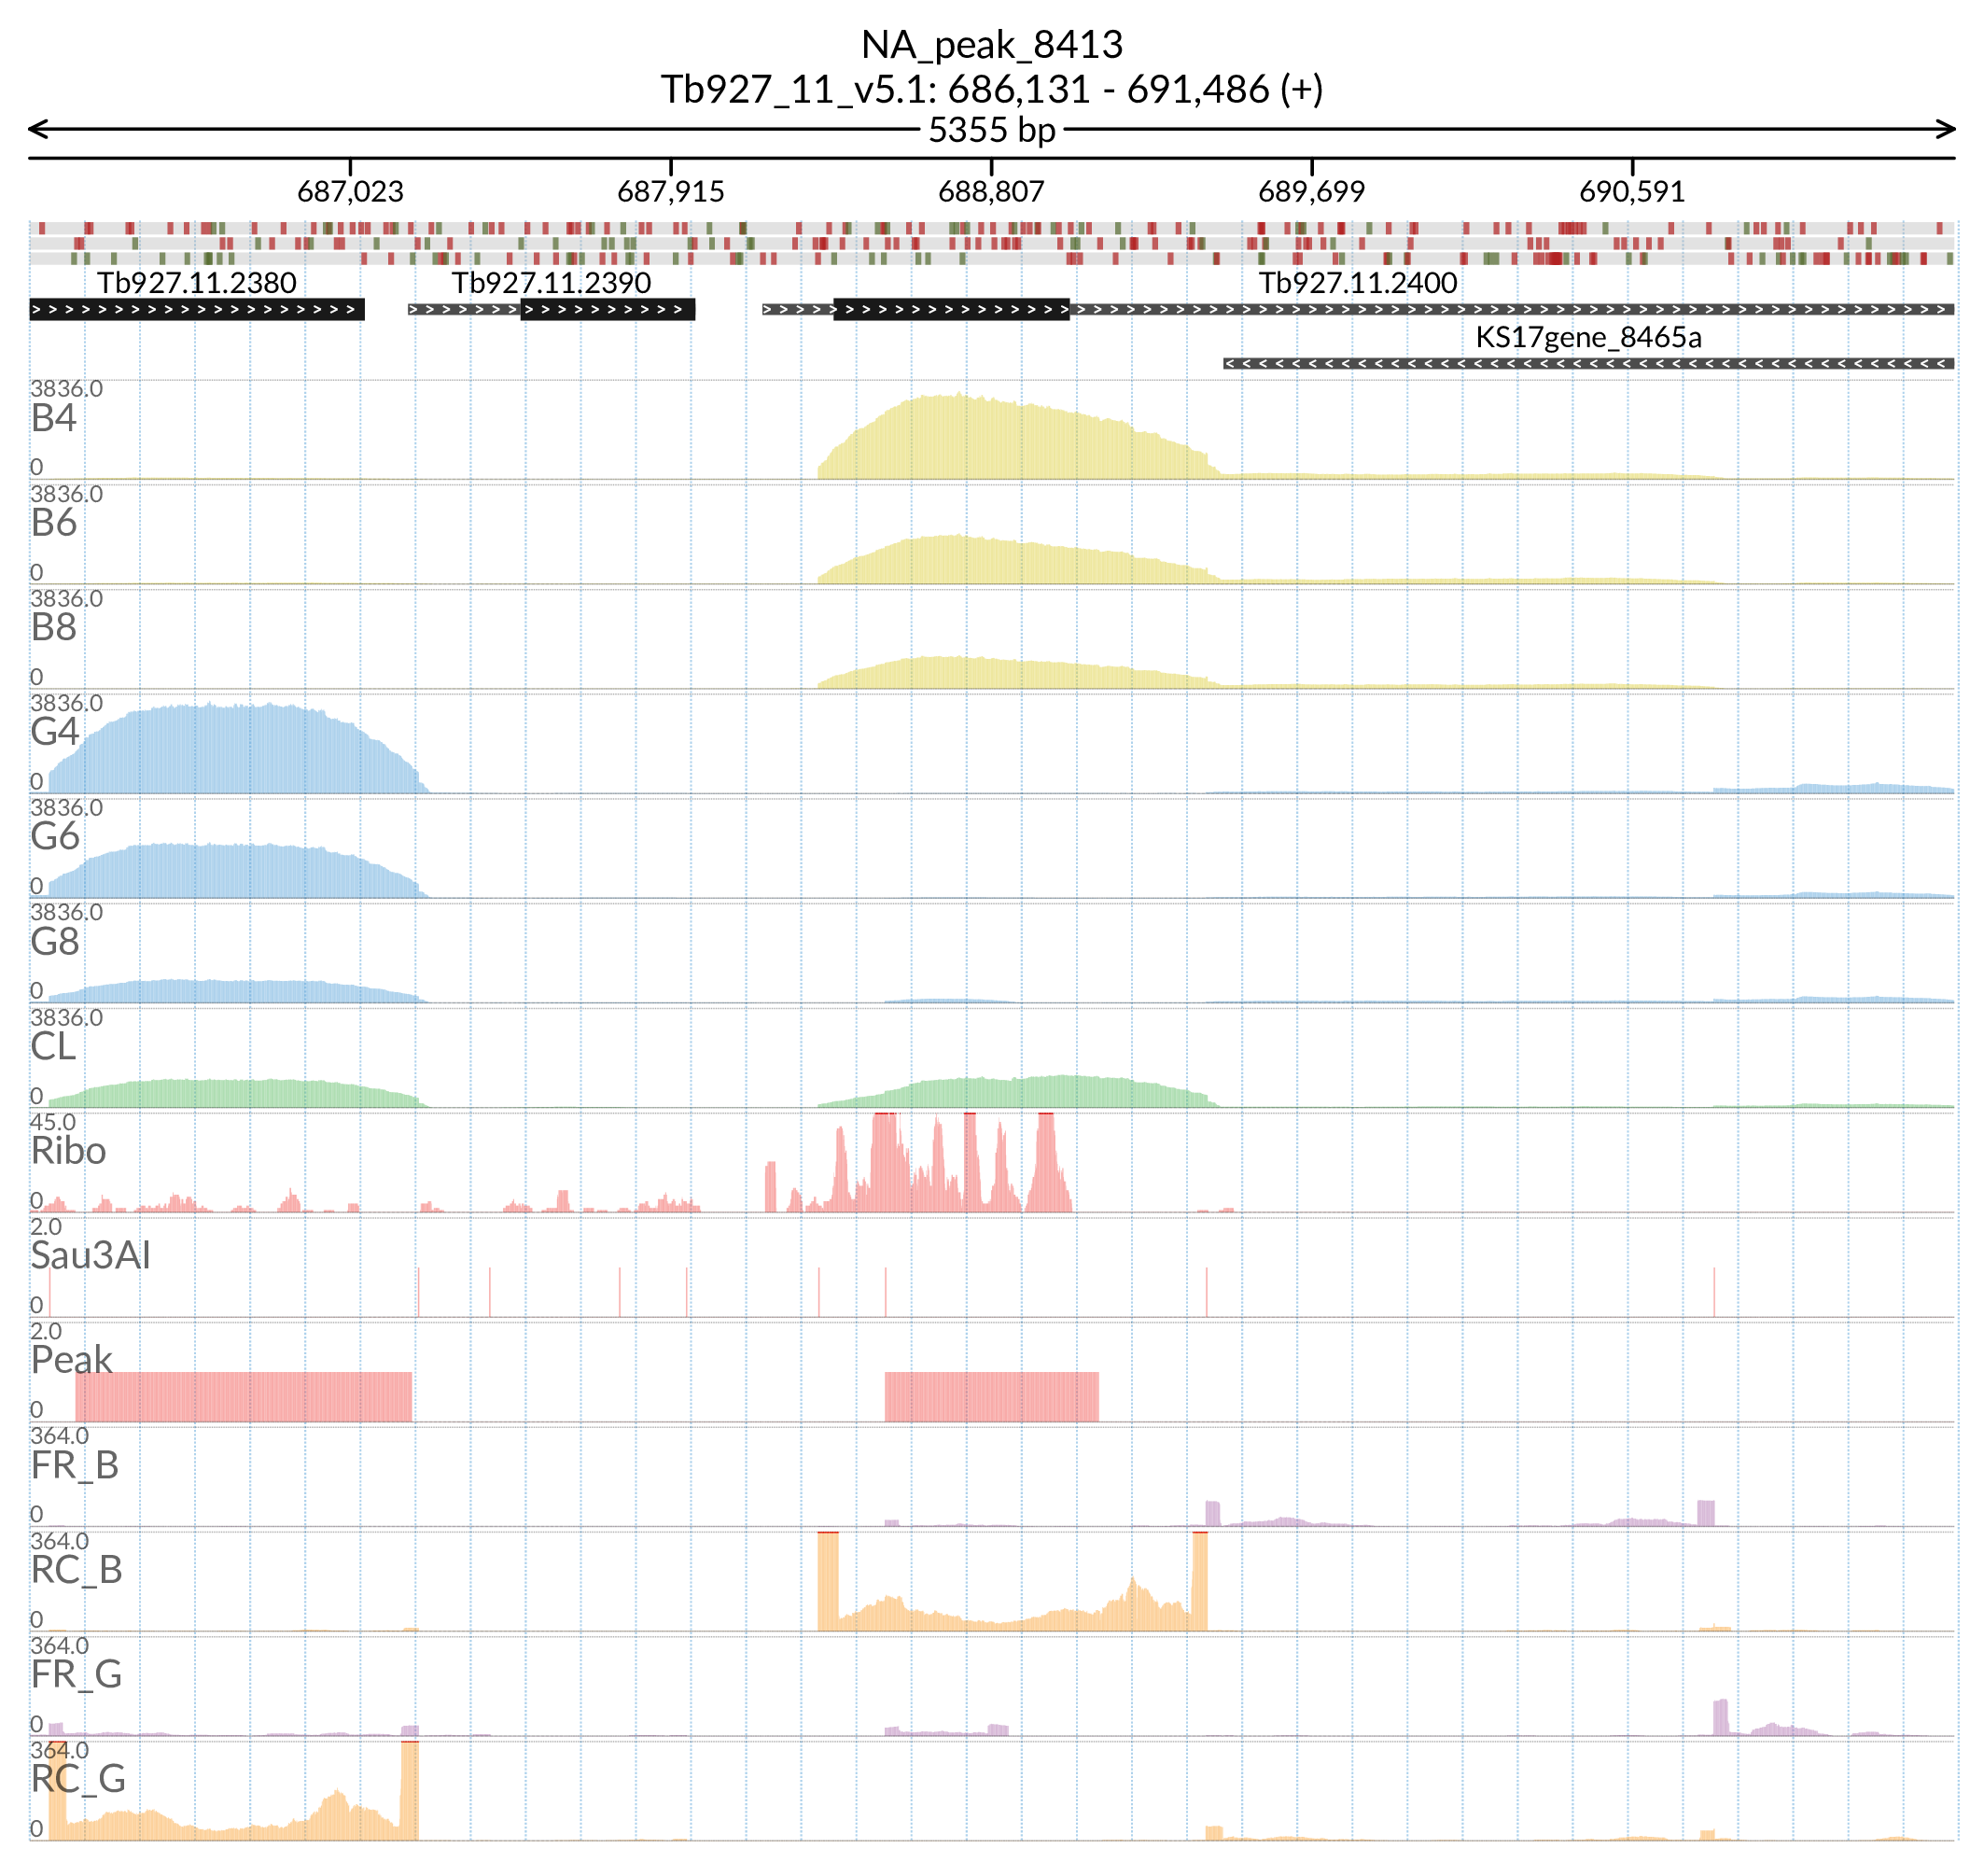 NA_peak_8413
Tb927_11_v5.1: 686,131 - 691,486 (+)
5355 bp
687,023 687,915 688,807 689,699 690,591
Tb927.11.2380 Tb927.11.2390 Tb927.11.2400
KS17gene_8465a
3836.0
B4
0
3836.0
B6
0
3836.0
B8
0
3836.0
G4
0
3836.0
G6
0
3836.0
G8
0
3836.0
CL
0
45.0
Ribo
0
2.0
Sau3AI
0
2.0
Peak
0
364.0
FR_B
0
364.0
RC_B
0
364.0
FR_G
0
364.0
RC_G
0